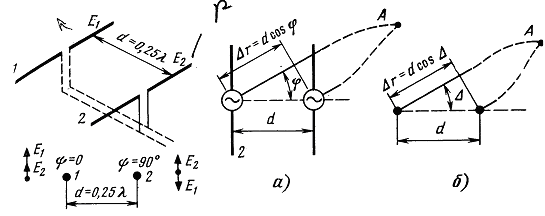 E₁
d=0,25λ
E₂
1
2
E₁
E₂
ψ=0
1
ψ=90°
2
E₂
E₁
d=0,25λ
р
A
Δr=d cos φ
φ
d
2
а)
A
Δr=d cos Δ
Δ
d
б)